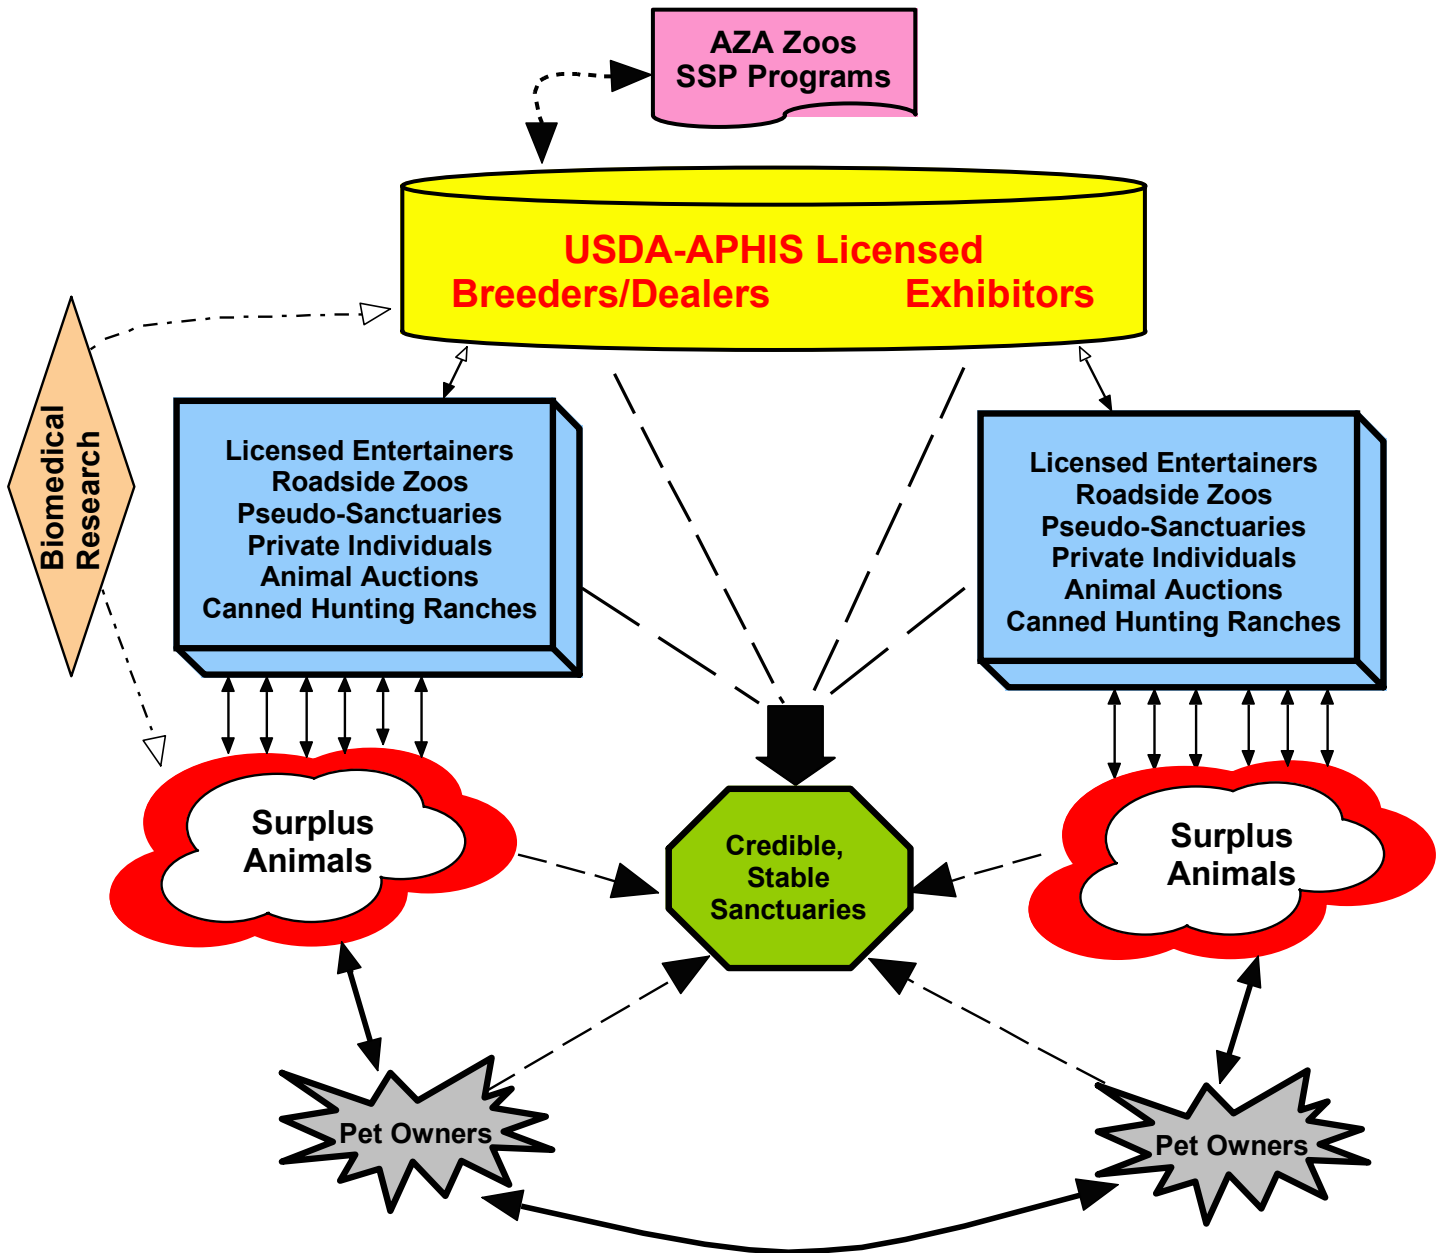 AZA Zoos
SSP Programs
USDA-APHIS Licensed
Breeders/Dealers Exhibitors
Biomedical
Research
Licensed Entertainers
Roadside Zoos
Pseudo-Sanctuaries
Private Individuals
Animal Auctions
Canned Hunting Ranches
Licensed Entertainers
Roadside Zoos
Pseudo-Sanctuaries
Private Individuals
Animal Auctions
Canned Hunting Ranches
Surplus
Animals
Credible,
Stable
Sanctuaries
Surplus
Animals
Pet Owners
Pet Owners